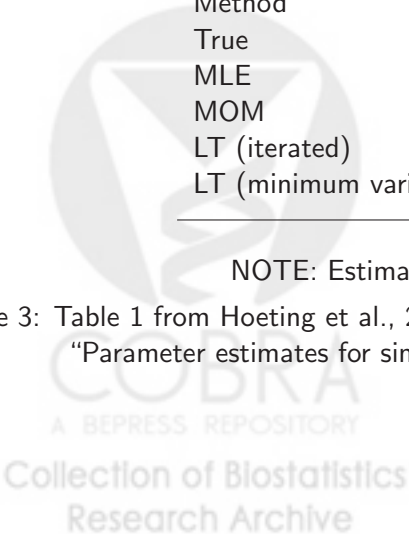 Method
True
MLE
MOM
LT (iterated)
LT (minimum vari
NOTE: Estima
e 3: Table 1 from Hoeting et al., 2
“Parameter estimates for sin
COBRA
A BEPRESS REPOSITORY
Collection of Biostatistics
Research Archive